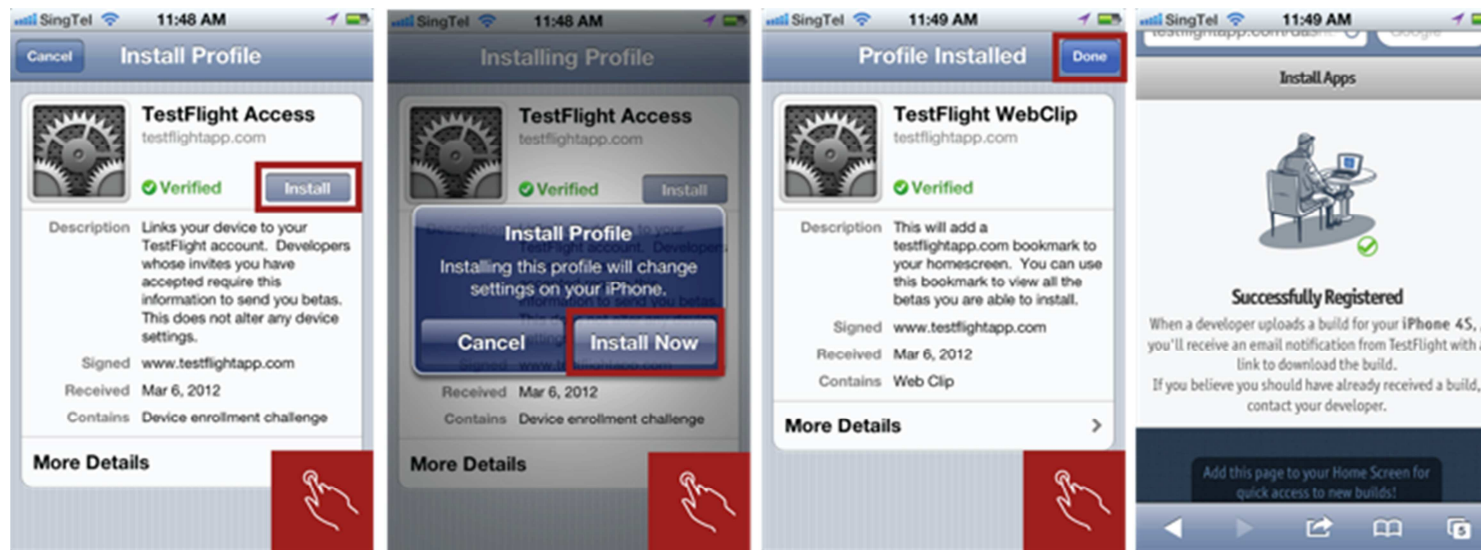 SingTel 11:48 AM
Cancel Install Profile
TestFlight Access
testflightapp.com
Verified Install
Description Links your device to your
TestFlight account. Developers
whose invites you have
accepted require this
information to send you betas.
This does not alter any device
settings.
Signed www.testflightapp.com
Received Mar 6, 2012
Contains Device enrollment challenge
More Details
SingTel 11:48 AM
Installing Profile
TestFlight Access
testflightapp.com
Verified Install
Install Profile
Installing this profile will change
settings on your iPhone.
Cancel Install Now
Received Mar 6, 2012
Contains Device enrollment challenge
More Details
SingTel 11:49 AM
Profile Installed Done
TestFlight WebClip
testflightapp.com
Verified
Description This will add a
testflightapp.com bookmark to
your homescreen. You can use
this bookmark to view all the
betas you are able to install.
Signed www.testflightapp.com
Received Mar 6, 2012
Contains Web Clip
More Details
SingTel 11:49 AM
Install Apps
Successfully Registered
When a developer uploads a build for your iPhone 4S,
you'll receive an email notification from TestFlight with a
link to download the build.
If you believe you should have already received a build,
contact your developer.
Add this page to your Home Screen for
quick access to new builds!
5